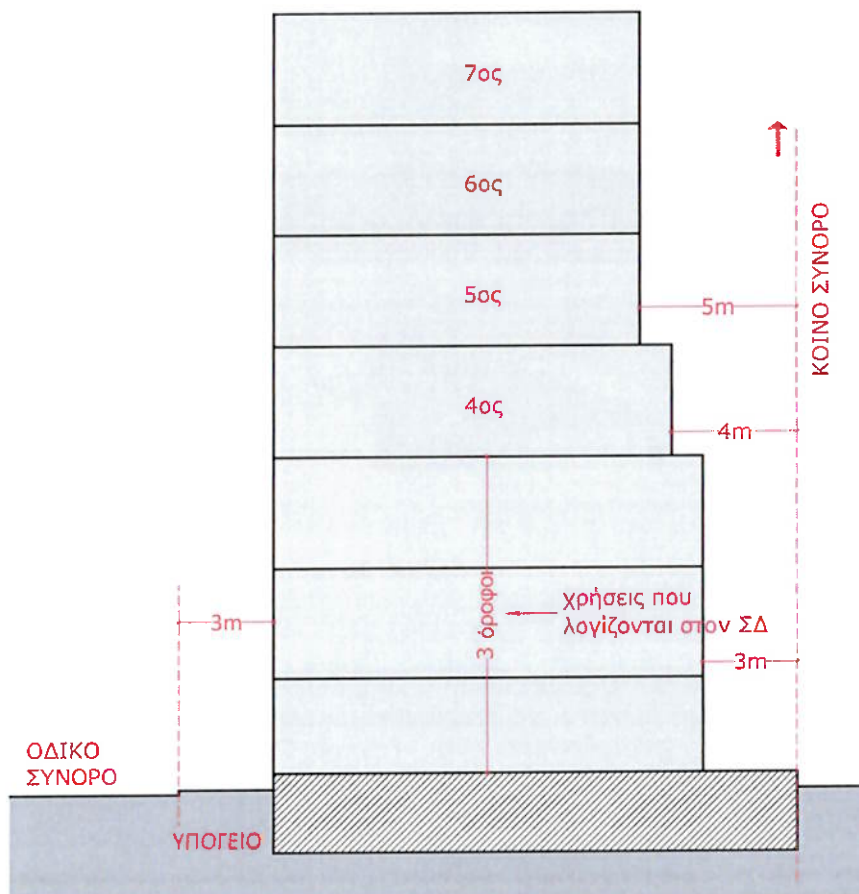 7ος
6ος
5ος
5m
ΚΟΙΝΟ ΣΥΝΟΡΟ
4ος
4m
3 όροφοι
χρήσεις που
λογίζονται στον ΣΔ
3m
3m
ΟΔΙΚΟ
ΣΥΝΟΡΟ
ΥΠΟΓΕΙΟ